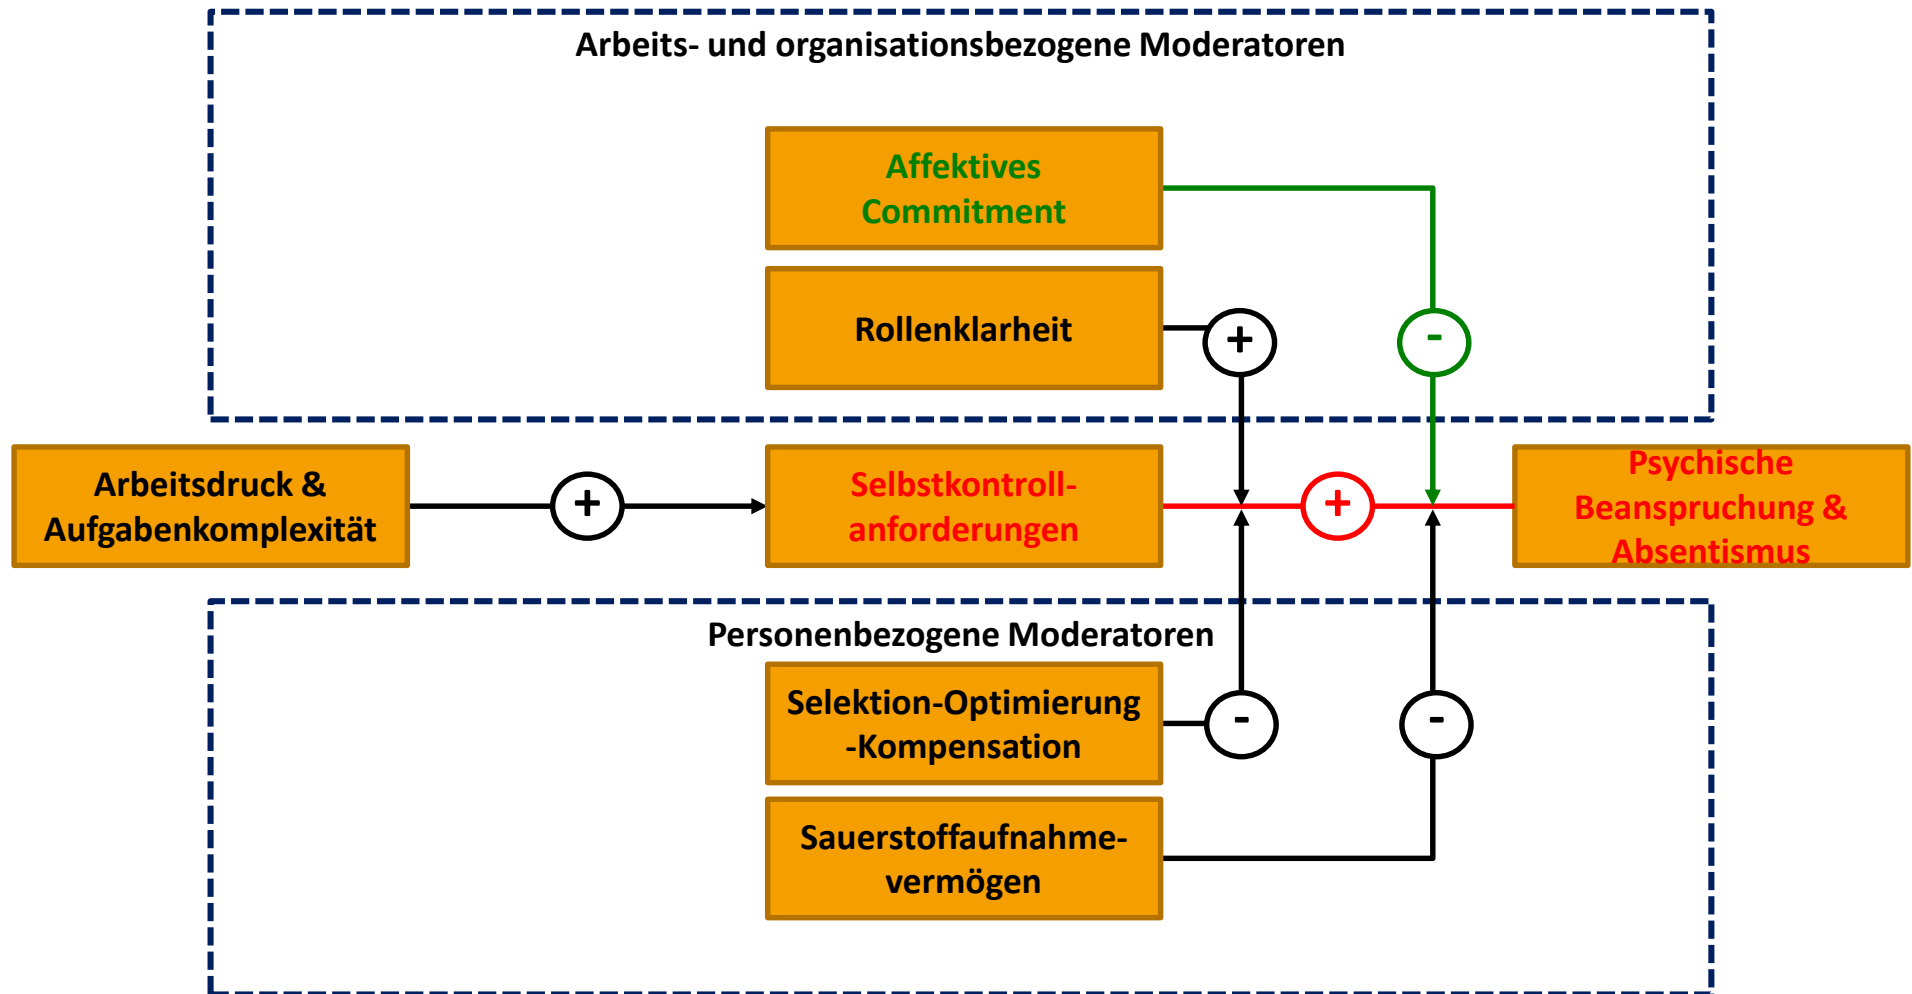 Arbeits- und organisationsbezogene Moderatoren
Affektives
Commitment
Rollenklarheit
+
-
Arbeitsdruck &
Aufgabenkomplexität
+
Selbstkontroll-
anforderungen
+
Psychische
Beanspruchung &
Absentismus
Personenbezogene Moderatoren
Selektion-Optimierung
-Kompensation
-
-
Sauerstoffaufnahme-
vermögen